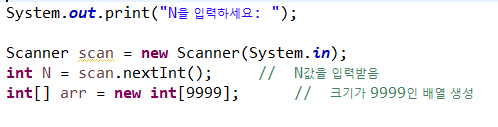 System.out.print("N을 입력하세요: ");
Scanner scan = new Scanner(System.in);
int N = scan.nextInt();      //  N값을 입력받음
int[] arr = new int[9999];       //  크기가 9999인 배열 생성